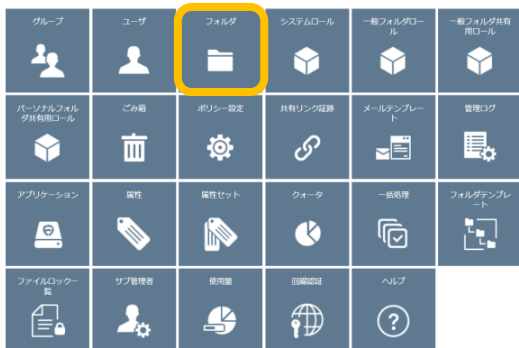 グループ
ユーザ
フォルダ
システムロール
一般フォルダロー
ル
一般フォルダ共有
用ロール
パーソナルフォル
ダ共有用ロール
ごみ箱
ポリシー設定
共有リンク証跡
メールテンプレー
ト
管理ログ
アプリケーション
属性
属性セット
クォータ
一括処理
フォルダテンプレ
ート
ファイルロック一
覧
サブ管理者
使用量
回線認証
ヘルプ